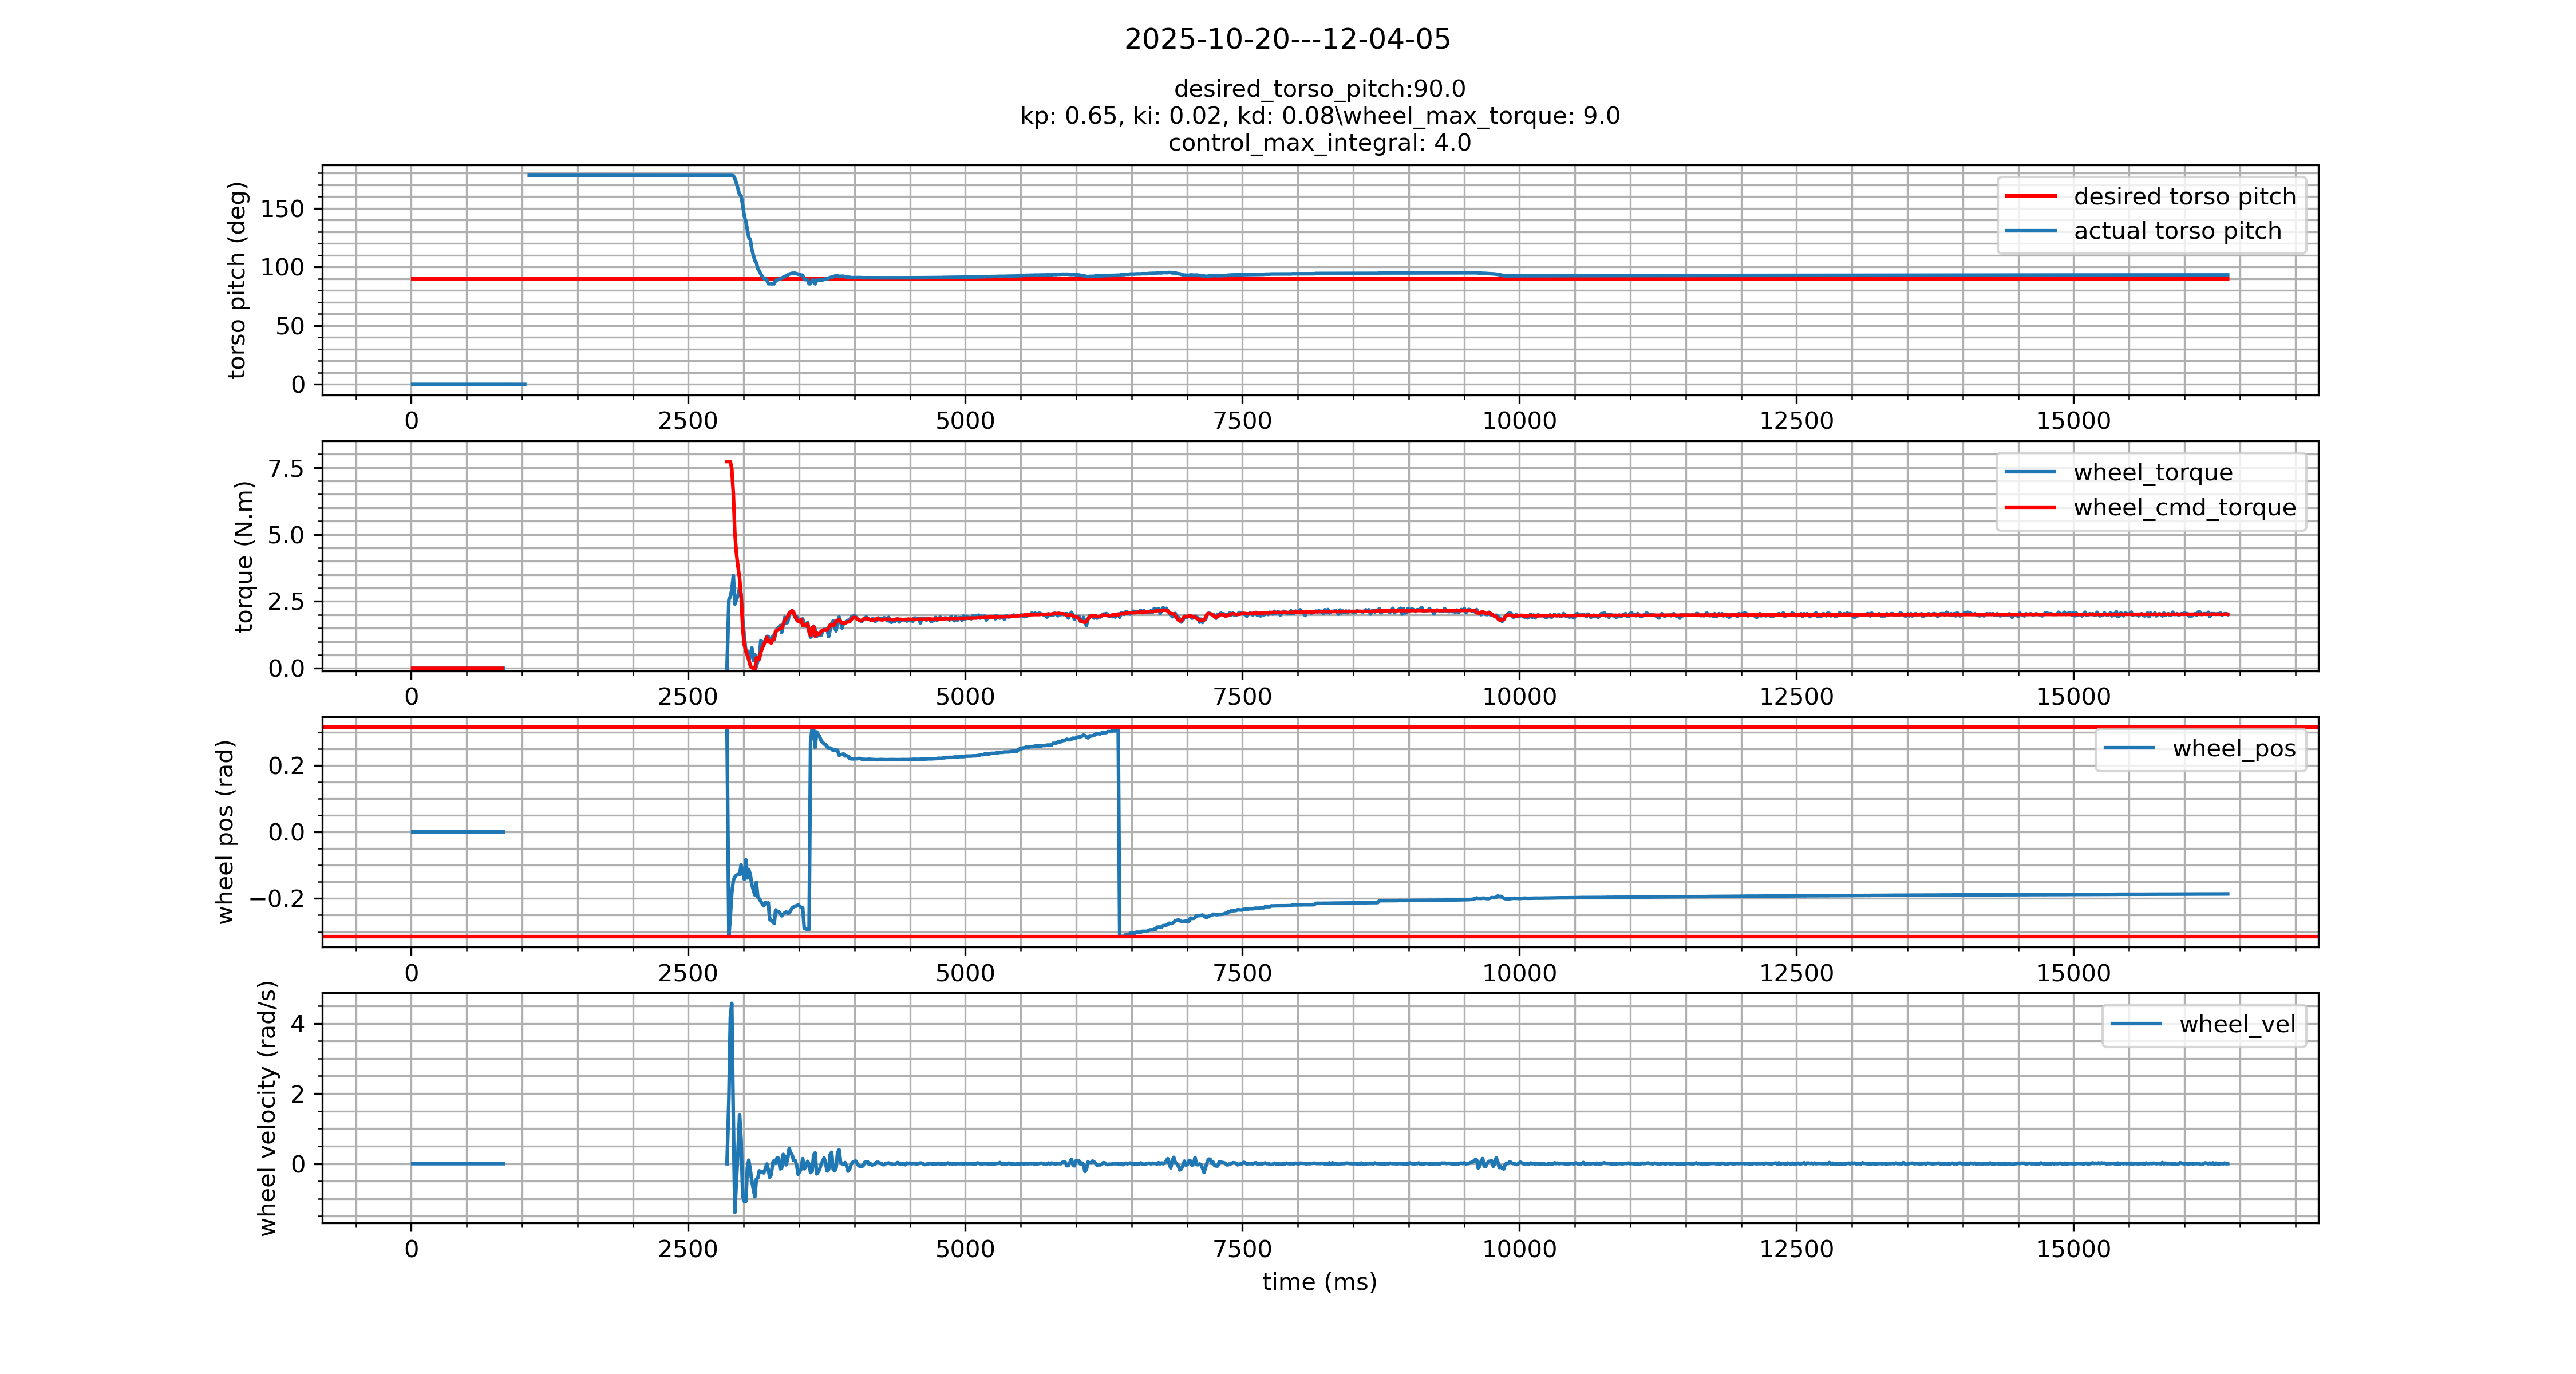 2025-10-20---12-04-05
desired_torso_pitch:90.0
kp: 0.65, ki: 0.02, kd: 0.08\wheel_max_torque: 9.0
control_max_integral: 4.0
torso pitch (deg)
150
100
50
0
desired torso pitch
actual torso pitch
0 2500 5000 7500 10000 12500 15000
torque (N.m)
7.5
5.0
2.5
0.0
wheel_torque
wheel_cmd_torque
0 2500 5000 7500 10000 12500 15000
wheel pos (rad)
0.2
0.0
−0.2
wheel_pos
0 2500 5000 7500 10000 12500 15000
wheel velocity (rad/s)
4
2
0
wheel_vel
0 2500 5000 7500 10000 12500 15000
time (ms)